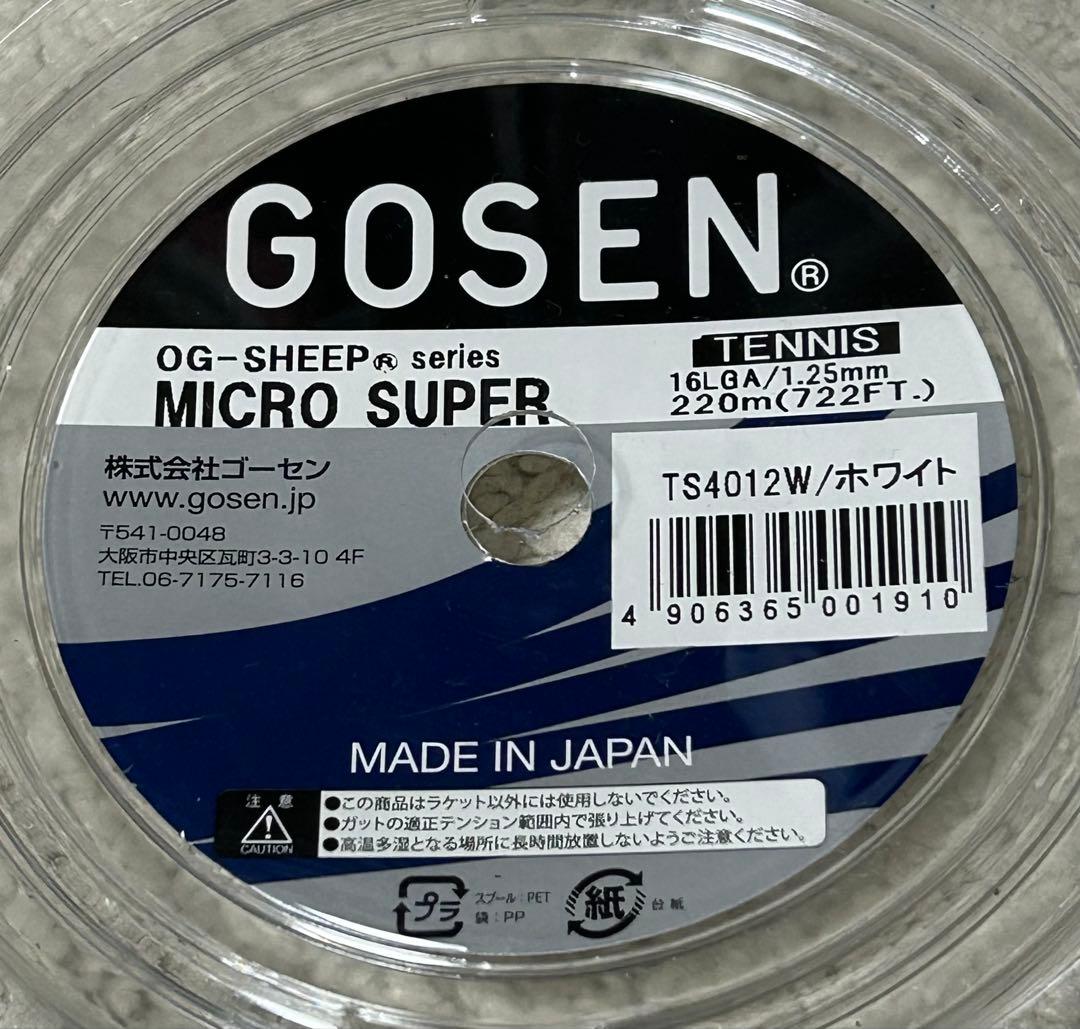 GOSEN®
OG-SHEEP® series
MICRO SUPER
TENNIS
16LGA/1.25mm
220m(722FT.)
株式会社ゴーセン
www.gosen.jp
〒541-0048
大阪市中央区瓦町3-3-10 4F
TEL.06-7175-7116
TS4012W/ホワイト
4 906365 001910
MADE IN JAPAN
注 意
CAUTION
●この商品はラケット以外には使用しないでください。
●ガットの適正テンション範囲内で張り上げてください。
●高温多湿となる場所に長時間放置しないようご注意ください。
プラ
スプール:PET
袋:PP
紙
台紙